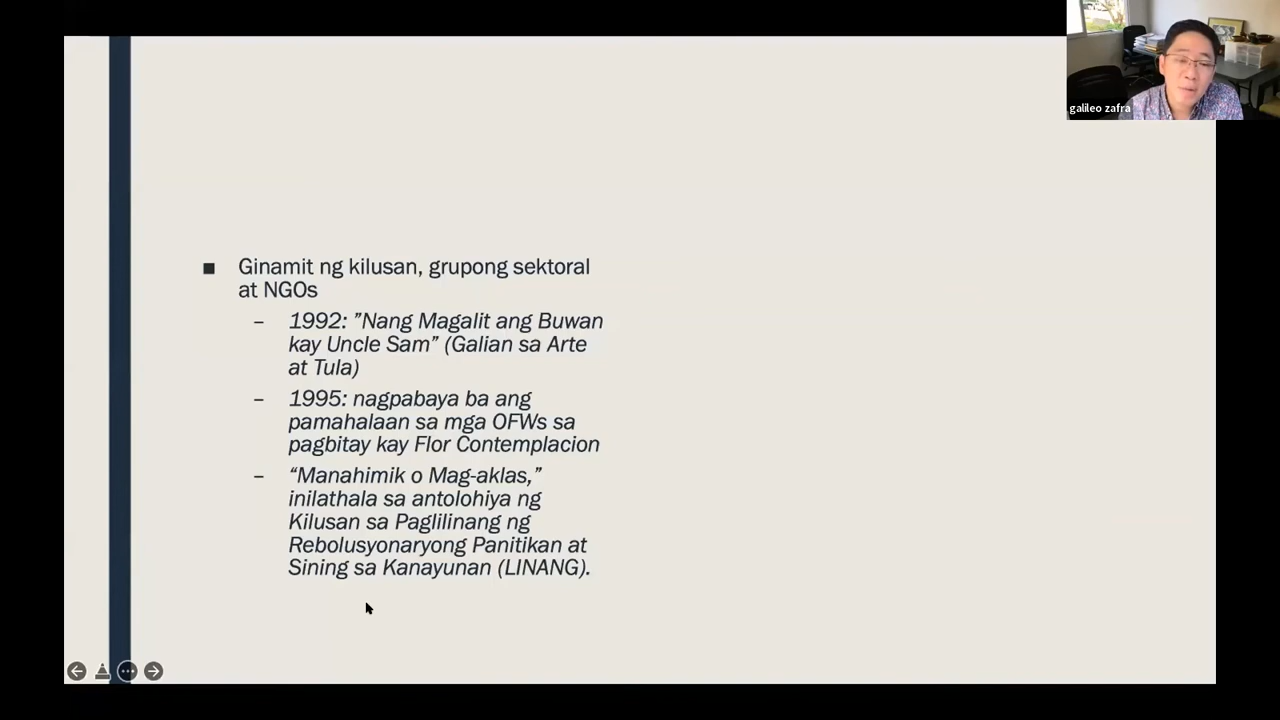 galileo zafra
■ Ginamit ng kilusan, grupong sektoral
at NGOs
– 1992: ”Nang Magalit ang Buwan
kay Uncle Sam” (Galian sa Arte
at Tula)
– 1995: nagpabaya ba ang
pamahalaan sa mga OFWs sa
pagbitay kay Flor Contemplacion
– “Manahimik o Mag-aklas,”
inilathala sa antolohiya ng
Kilusan sa Paglilinang ng
Rebolusyonaryong Panitikan at
Sining sa Kanayunan (LINANG).